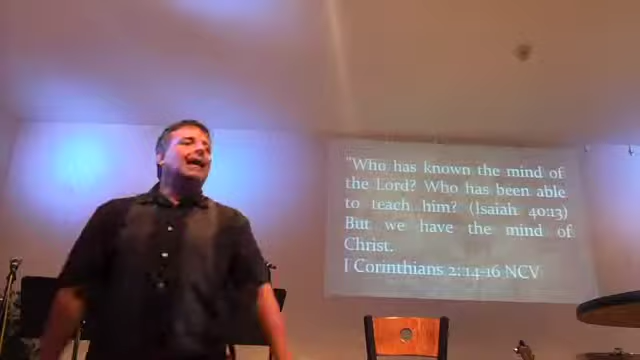 "Who has known the mind of
the Lord? Who has been able
to teach him? (Isaiah 40:13)
But we have the mind of
Christ.
I Corinthians 2:14-16 NCV